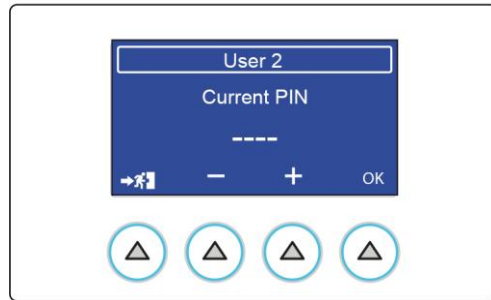 User 2
Current PIN
----
− + OK